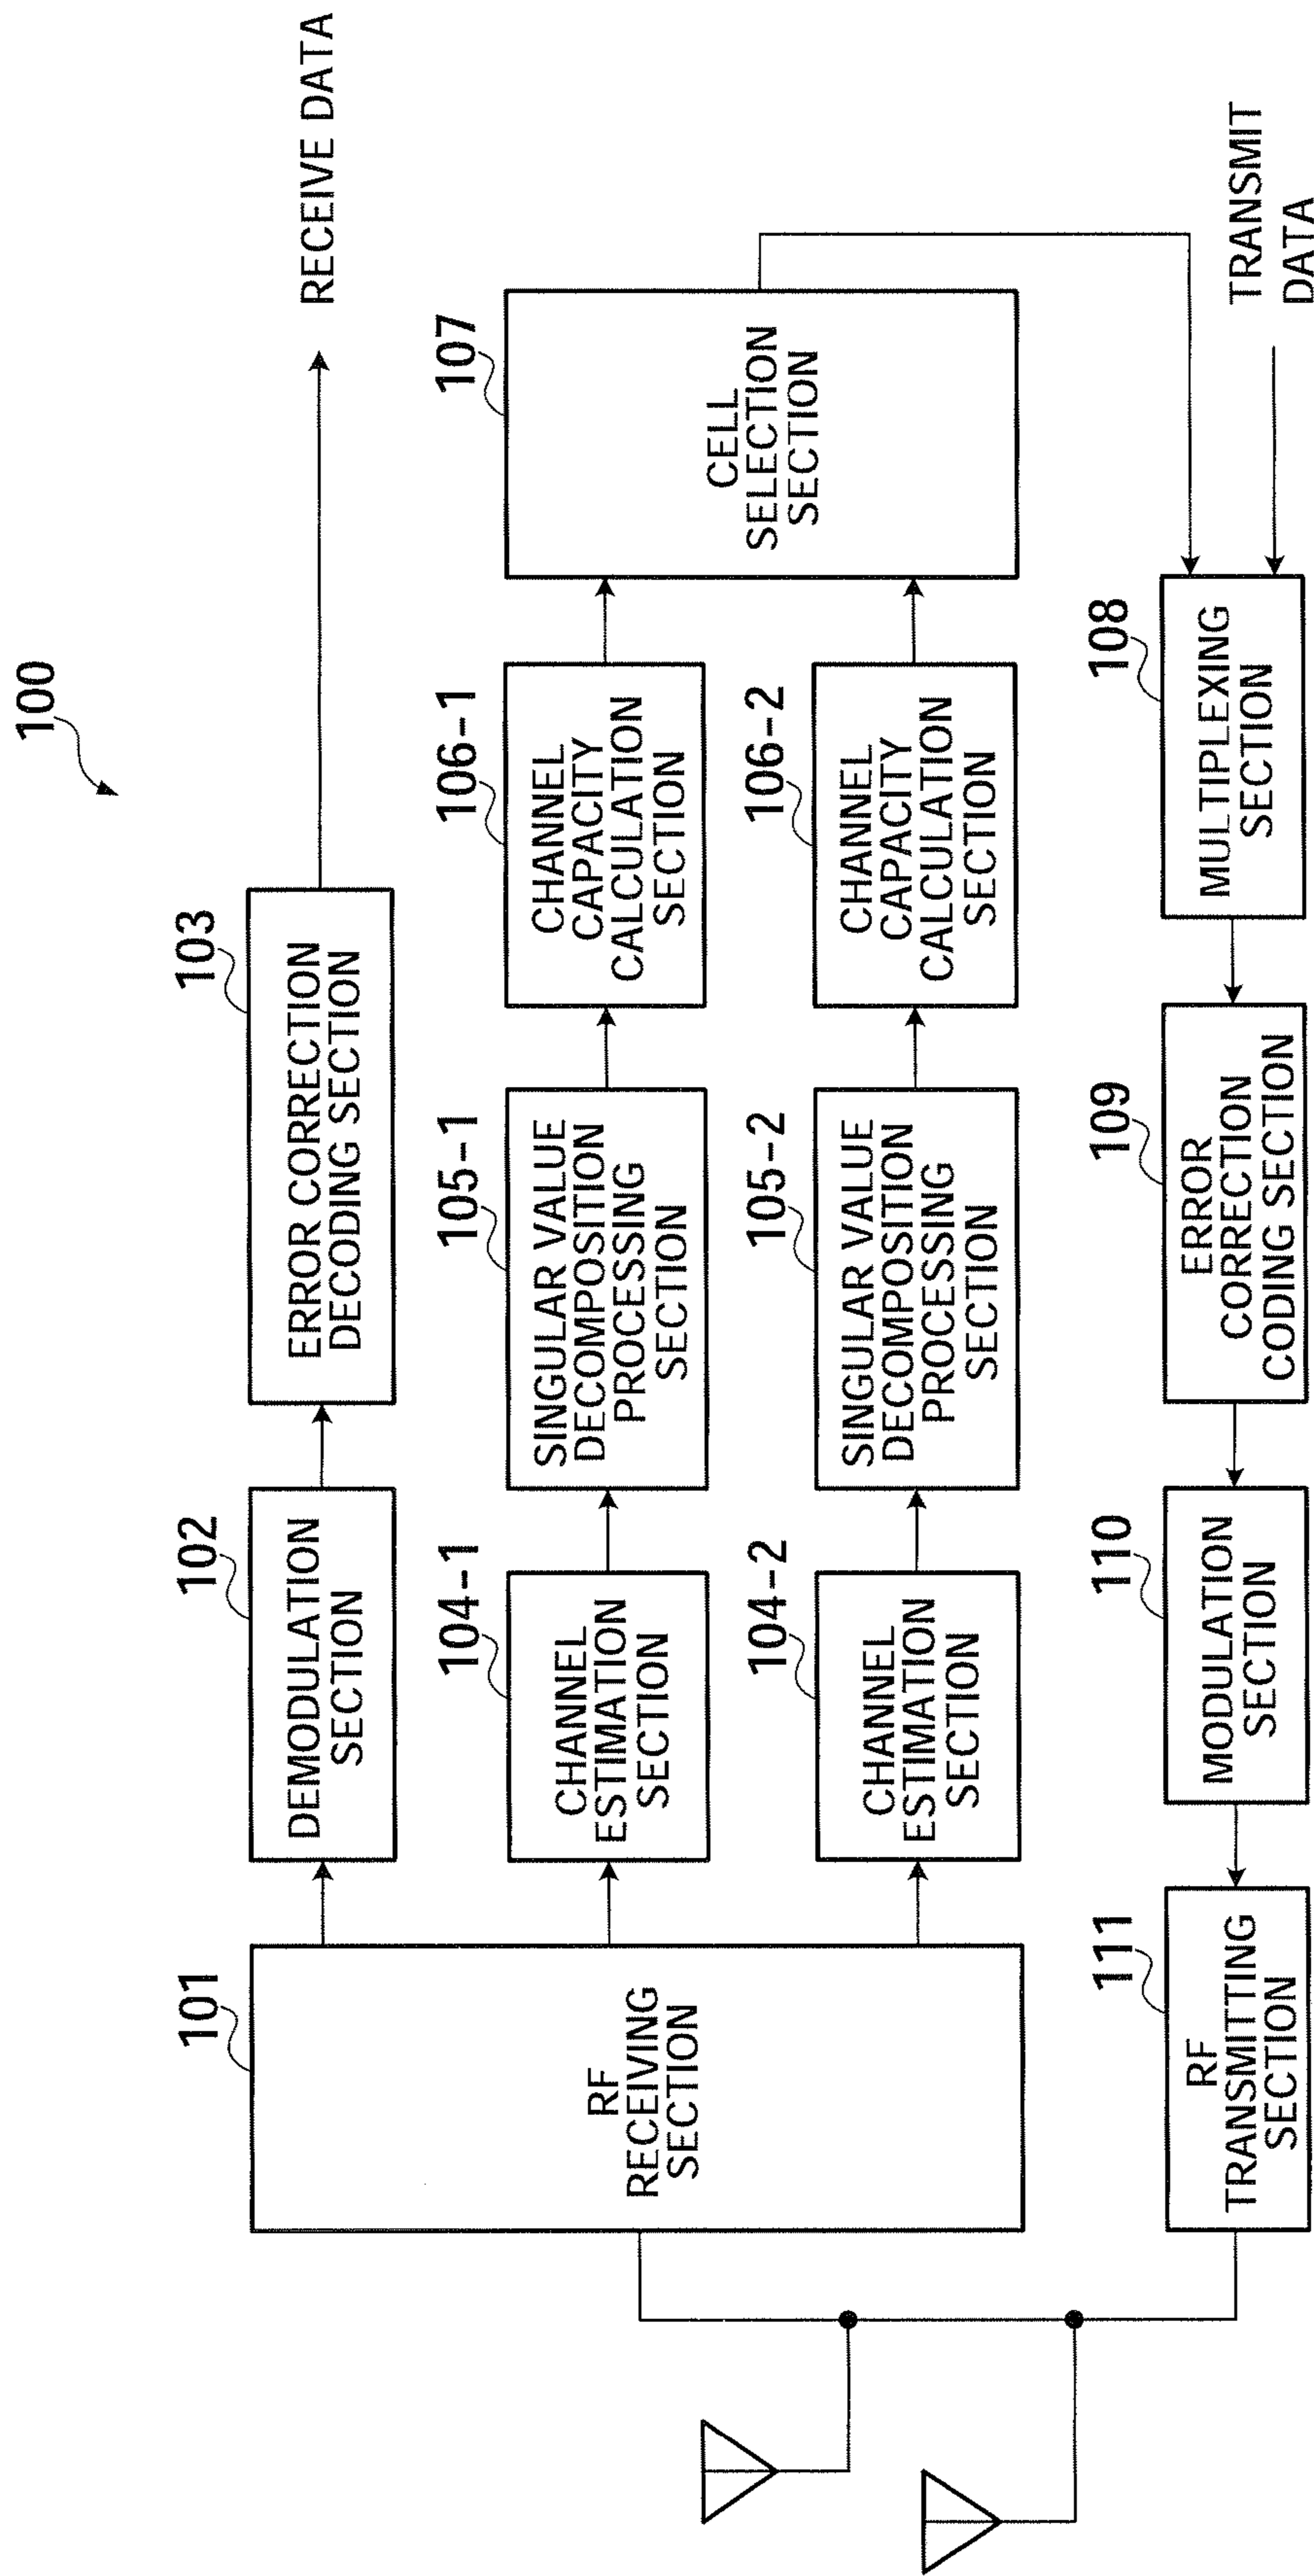 100
101
RF
RECEIVING
SECTION
102
DEMODULATION
SECTION
103
ERROR CORRECTION
DECODING SECTION
RECEIVE DATA
104-1
CHANNEL
ESTIMATION
SECTION
105-1
SINGULAR VALUE
DECOMPOSITION
PROCESSING
SECTION
106-1
CHANNEL
CAPACITY
CALCULATION
SECTION
107
CELL
SELECTION
SECTION
104-2
CHANNEL
ESTIMATION
SECTION
105-2
SINGULAR VALUE
DECOMPOSITION
PROCESSING
SECTION
106-2
CHANNEL
CAPACITY
CALCULATION
SECTION
111
RF
TRANSMITTING
SECTION
110
MODULATION
SECTION
109
ERROR
CORRECTION
CODING SECTION
108
MULTIPLEXING
SECTION
TRANSMIT
DATA